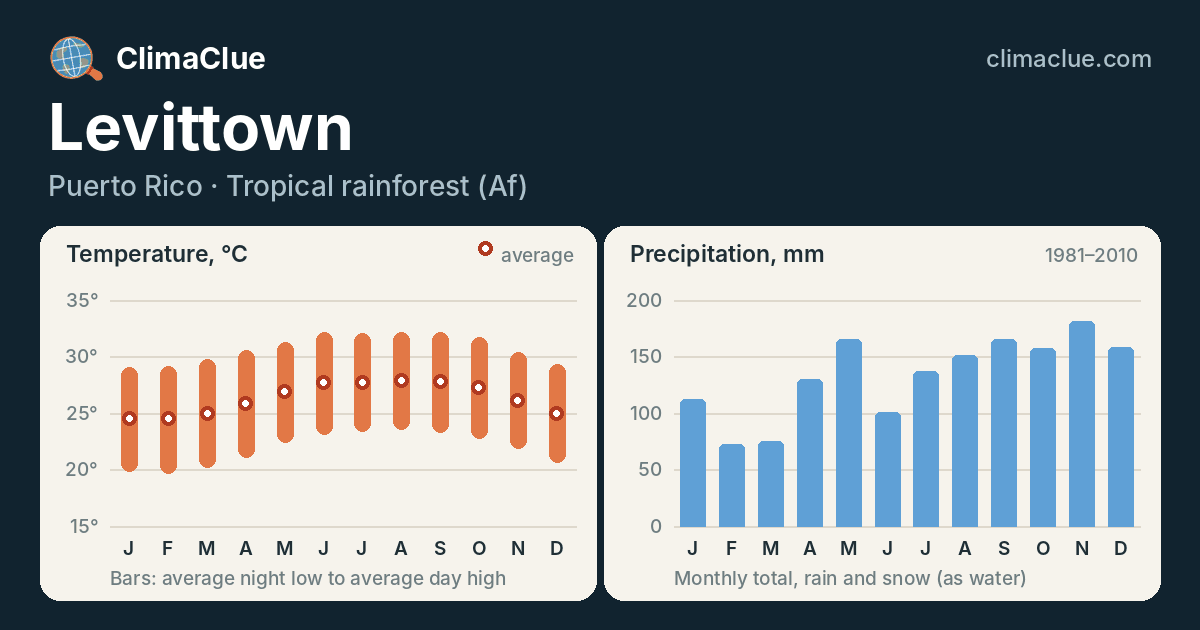 ClimaClue
climaclue.com
Levittown
Puerto Rico · Tropical rainforest (Af)
Temperature, °C
average
35°
30°
25°
20°
15°
J F M A M J J A S O N D
Bars: average night low to average day high
Precipitation, mm
1981–2010
200
150
100
50
0
J F M A M J J A S O N D
Monthly total, rain and snow (as water)